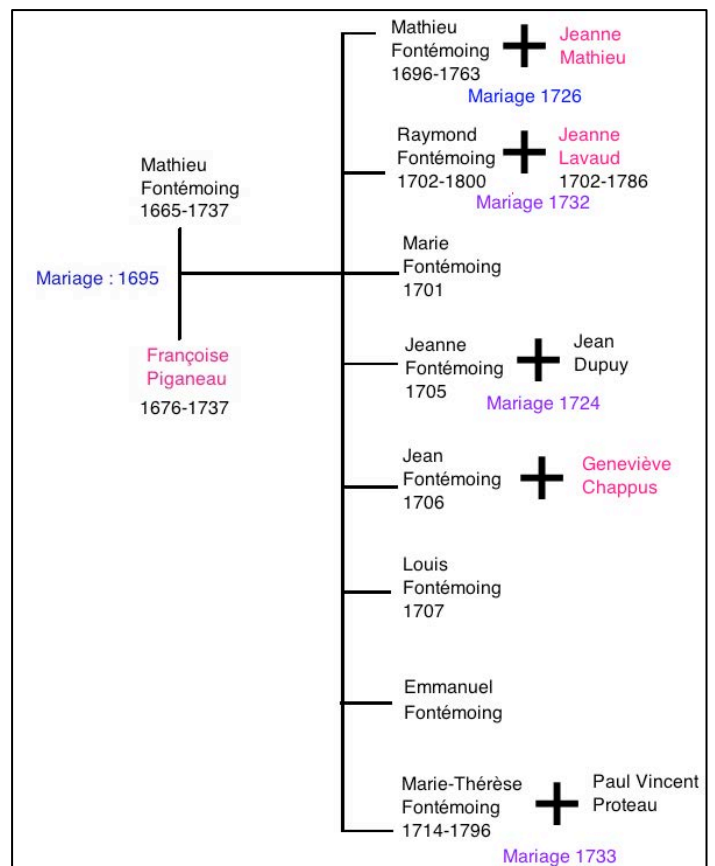 Mathieu
Fontémoing
1665-1737
Mariage : 1695
Françoise
Piganeau
1676-1737
Mathieu
Fontémoing
1696-1763
Jeanne
Mathieu
Mariage 1726
Raymond
Fontémoing
1702-1800
Jeanne
Lavaud
1702-1786
Mariage 1732
Marie
Fontémoing
1701
Jeanne
Fontémoing
1705
Jean
Dupuy
Mariage 1724
Jean
Fontémoing
1706
Geneviève
Chappus
Louis
Fontémoing
1707
Emmanuel
Fontémoing
Marie-Thérèse
Fontémoing
1714-1796
Paul Vincent
Proteau
Mariage 1733